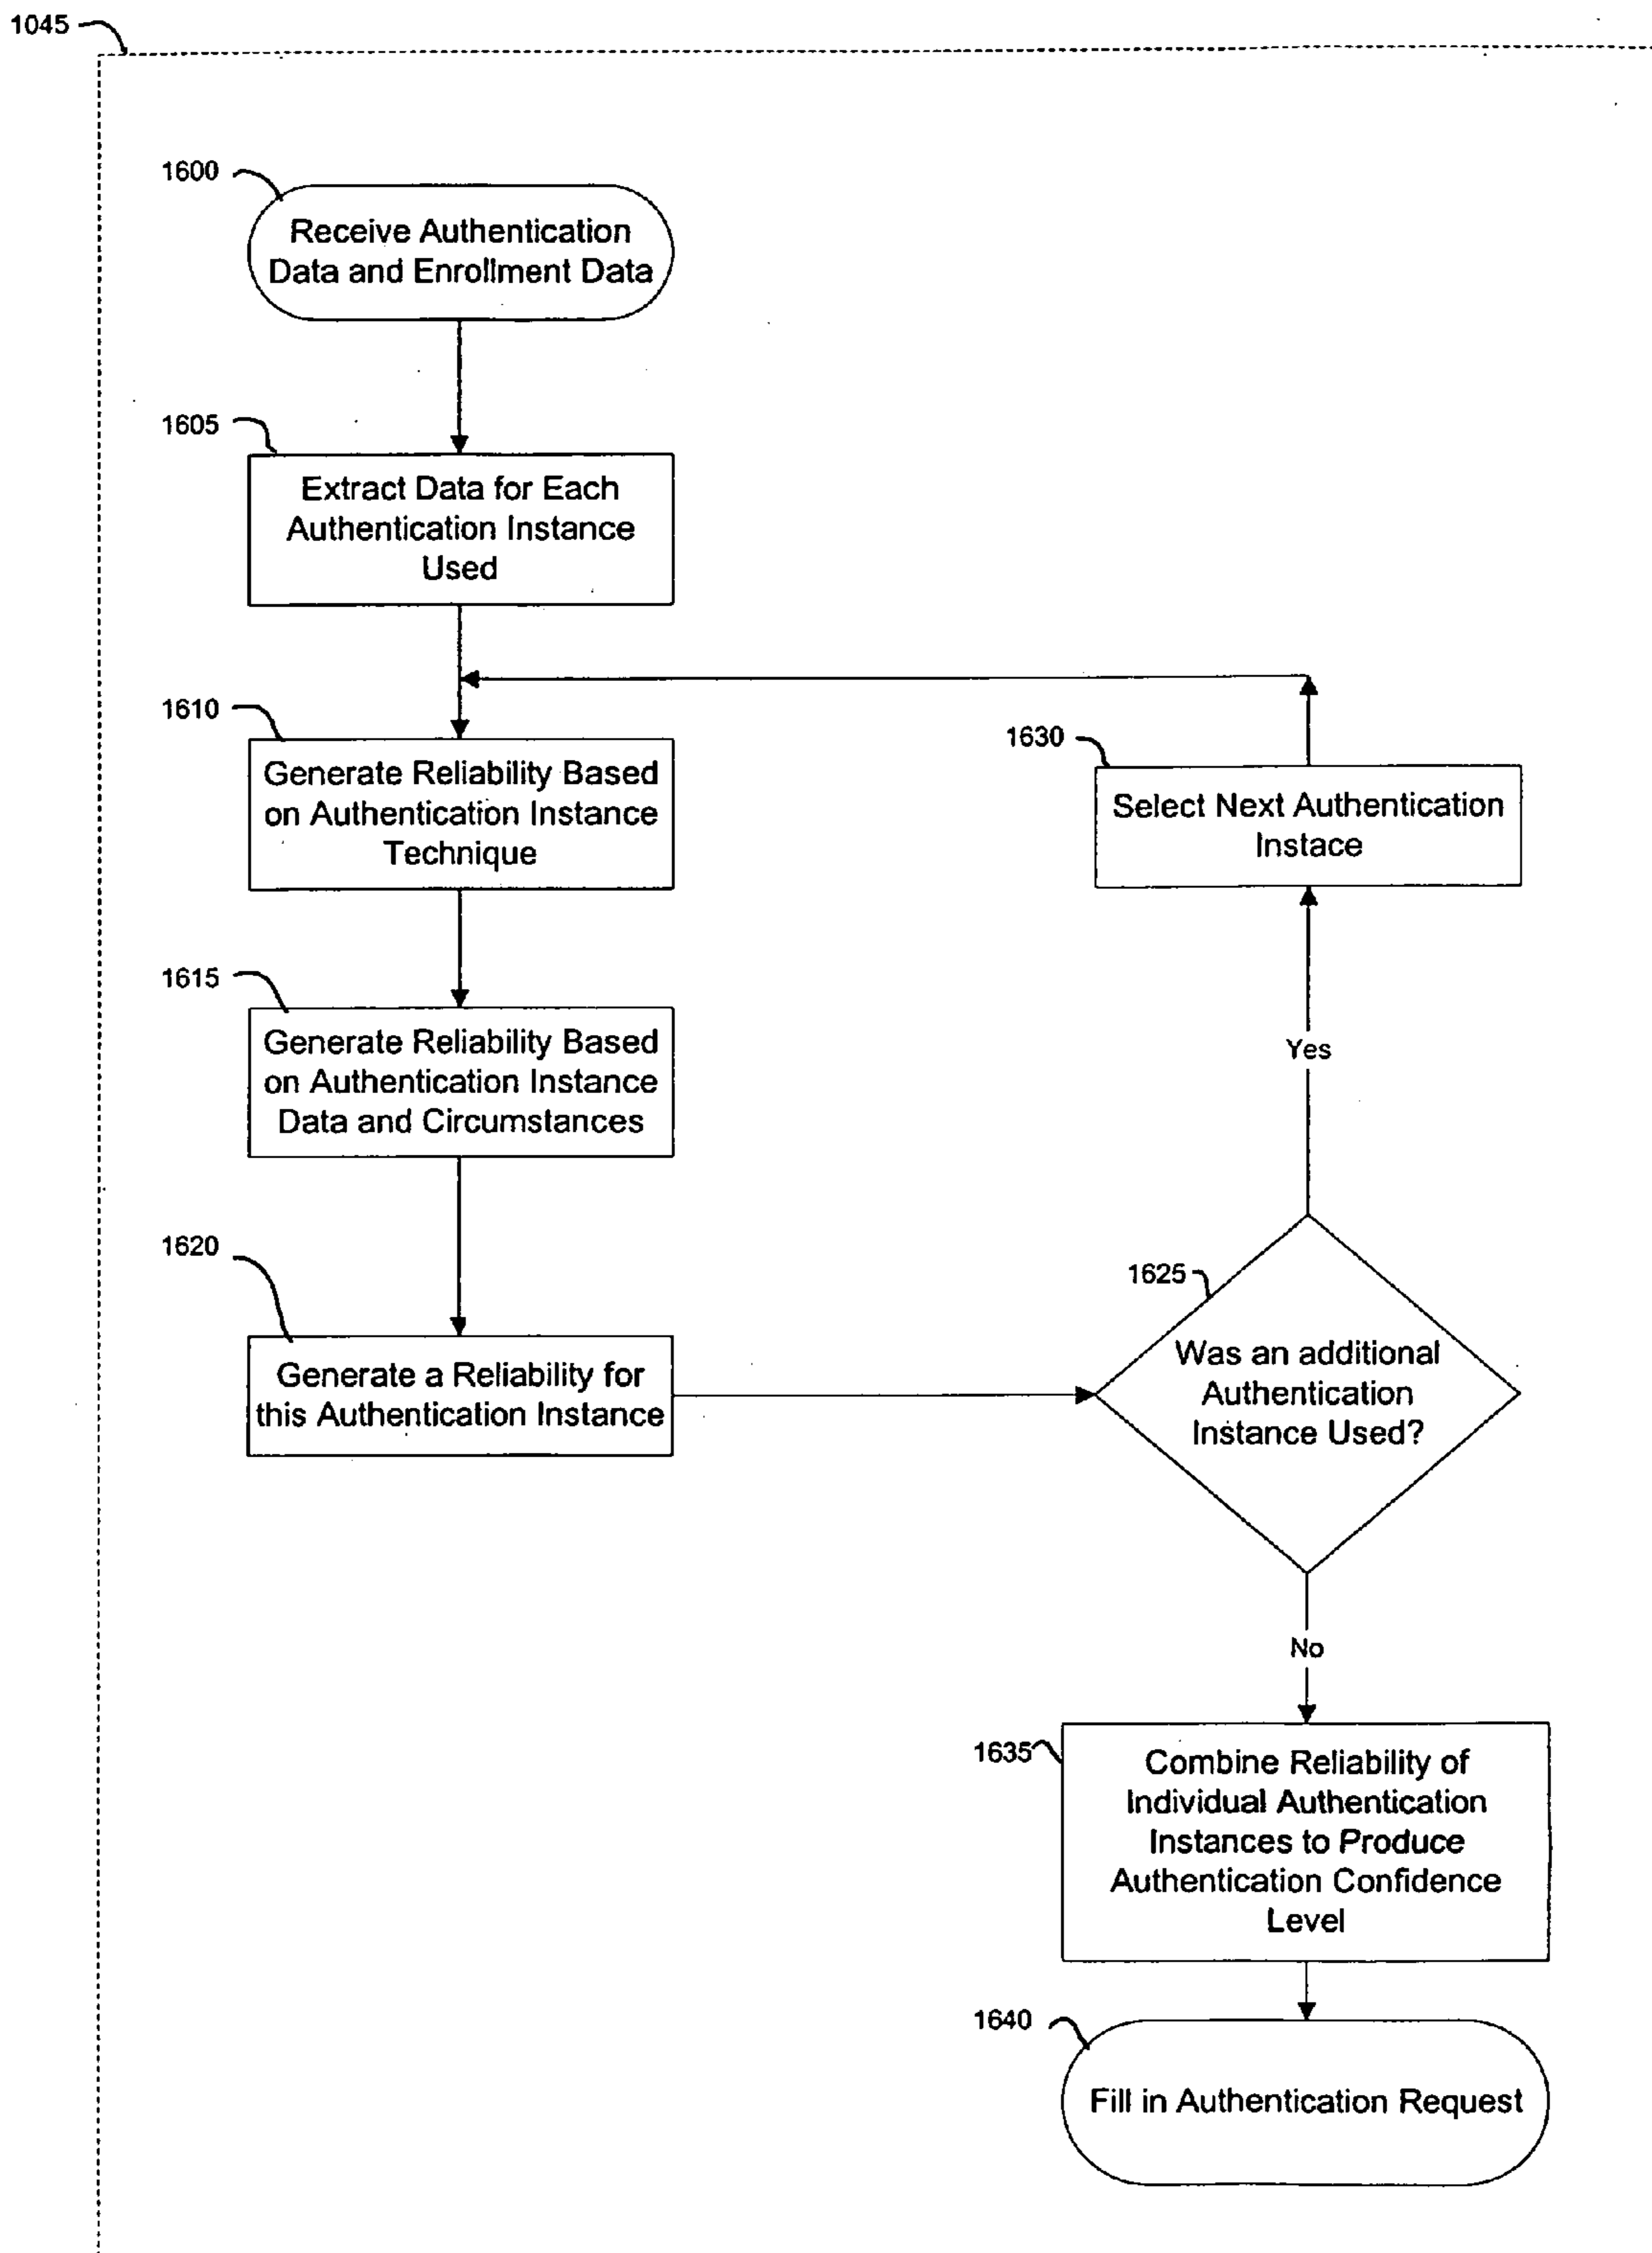 1045
1600
Receive Authentication
Data and Enrollment Data
1605
Extract Data for Each
Authentication Instance
Used
1610
Generate Reliability Based
on Authentication Instance
Technique
1630
Select Next Authentication
Instace
1615
Generate Reliability Based
on Authentication Instance
Data and Circumstances
Yes
1620
Generate a Reliability for
this Authentication Instance
1625
Was an additional
Authentication
Instance Used?
No
1635
Combine Reliability of
Individual Authentication
Instances to Produce
Authentication Confidence
Level
1640
Fill in Authentication Request